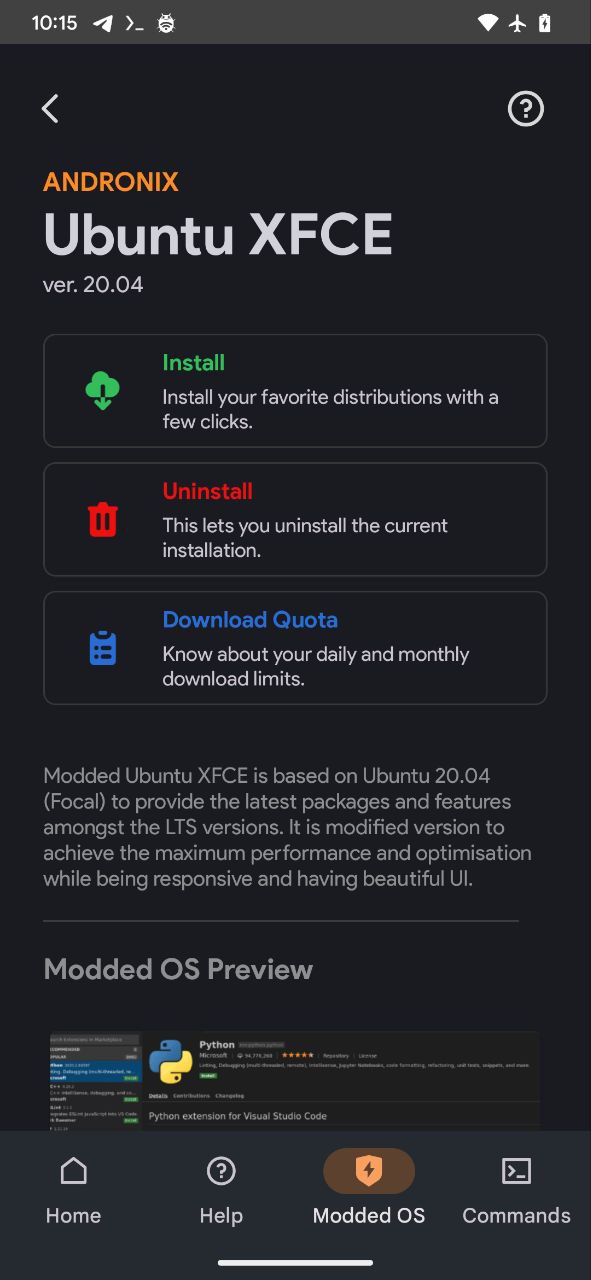 10:15
ANDRONIX
Ubuntu XFCE
ver. 20.04
Install
Install your favorite distributions with a
few clicks.
Uninstall
This lets you uninstall the current
installation.
Download Quota
Know about your daily and monthly
download limits.
Modded Ubuntu XFCE is based on Ubuntu 20.04
(Focal) to provide the latest packages and features
amongst the LTS versions. It is modified version to
achieve the maximum performance and optimisation
while being responsive and having beautiful UI.
Modded OS Preview
Python
Microsoft
Repository
License
Linting, Debugging (multi-threaded, remote), Intellisense, Jupyter Notebooks, code formatting, refactoring, unit tests, snippets, and more.
Install
Details Contributions Changelog
Python extension for Visual Studio Code
Home
Help
Modded OS
Commands